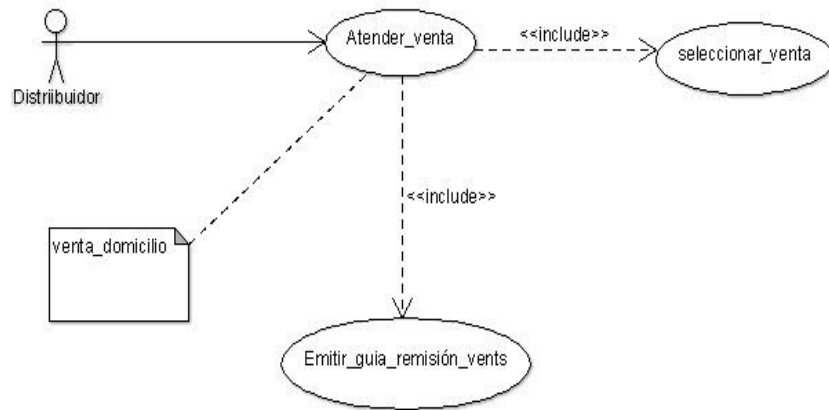 Atender_venta
<<include>>
seleccionar_venta
Distriibuidor
<<include>>
venta_domicilio
Emitir_guia_remisión_vents